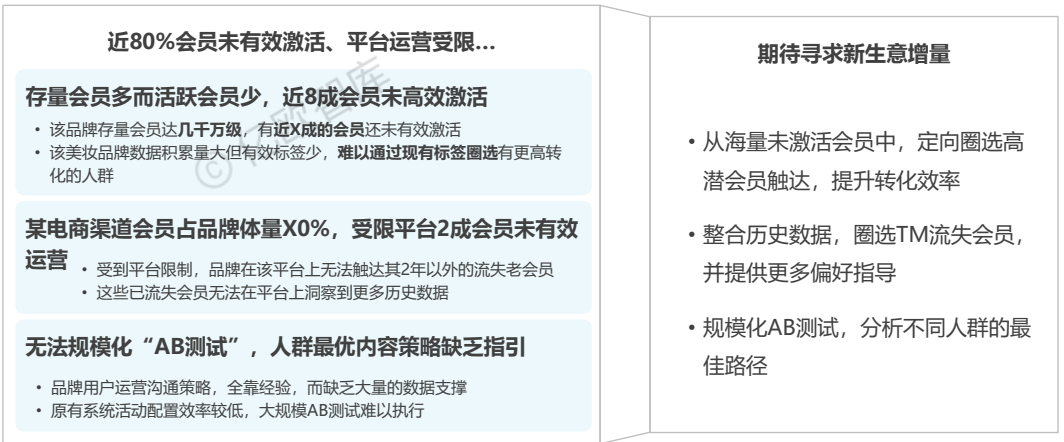 近80%会员未有效激活、平台运营受限...
存量会员多而活跃会员少，近8成会员未高效激活
• 该品牌存量会员达几千万级，有近X成的会员还未有效激活
• 该美妆品牌数据积累量大但有效标签少，难以通过现有标签圈选有更高转
化的人群
某电商渠道会员占品牌体量X0%，受限平台2成会员未有效
运营
• 受到平台限制，品牌在该平台上无法触达其2年以外的流失老会员
• 这些已流失会员无法在平台上洞察到更多历史数据
无法规模化“AB测试”，人群最优内容策略缺乏指引
• 品牌用户运营沟通策略，全靠经验，而缺乏大量的数据支撑
• 原有系统活动配置效率较低，大规模AB测试难以执行
期待寻求新生意增量
• 从海量未激活会员中，定向圈选高
潜会员触达，提升转化效率
• 整合历史数据，圈选TM流失会员，
并提供更多偏好指导
• 规模化AB测试，分析不同人群的最
佳路径
© 亿欧智库